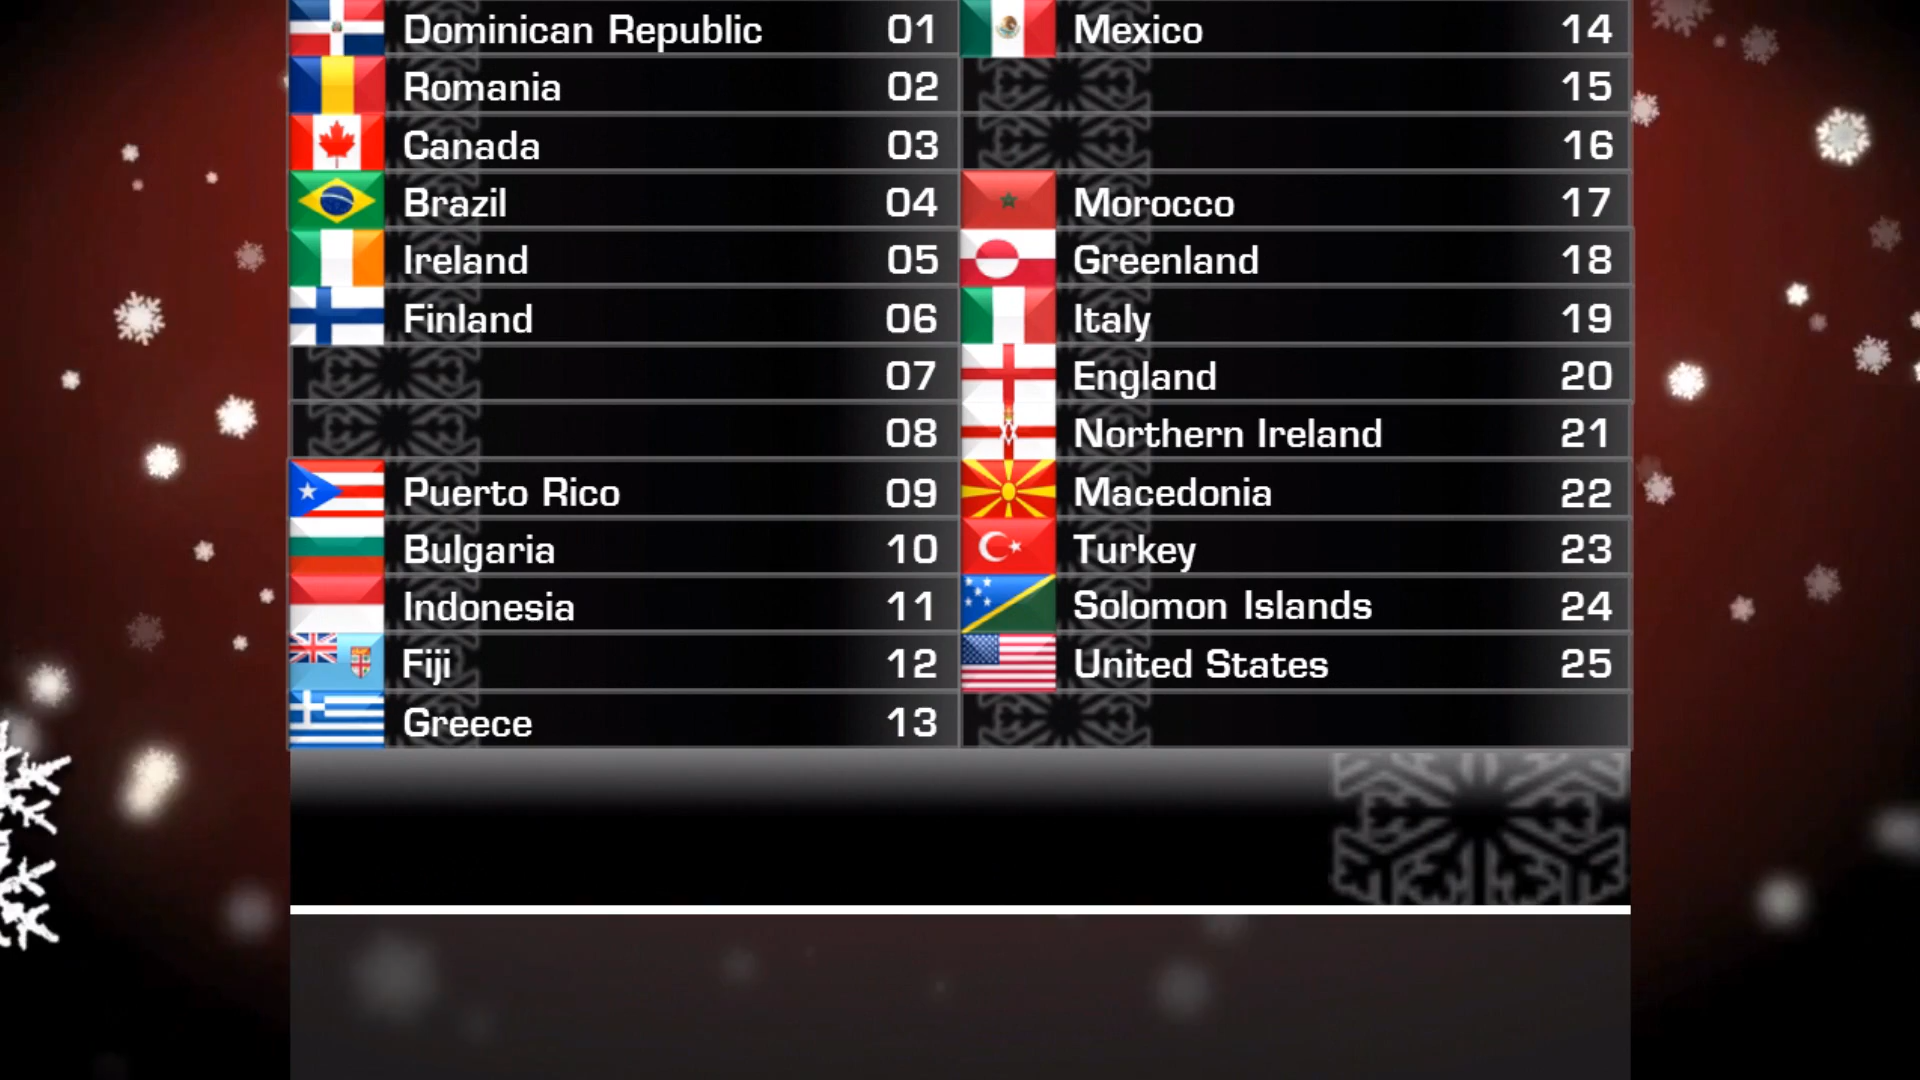 Dominican Republic 01
Romania 02
Canada 03
Brazil 04
Ireland 05
Finland 06
07
08
Puerto Rico 09
Bulgaria 10
Indonesia 11
Fiji 12
Greece 13
Mexico 14
15
16
Morocco 17
Greenland 18
Italy 19
England 20
Northern Ireland 21
Macedonia 22
Turkey 23
Solomon Islands 24
United States 25